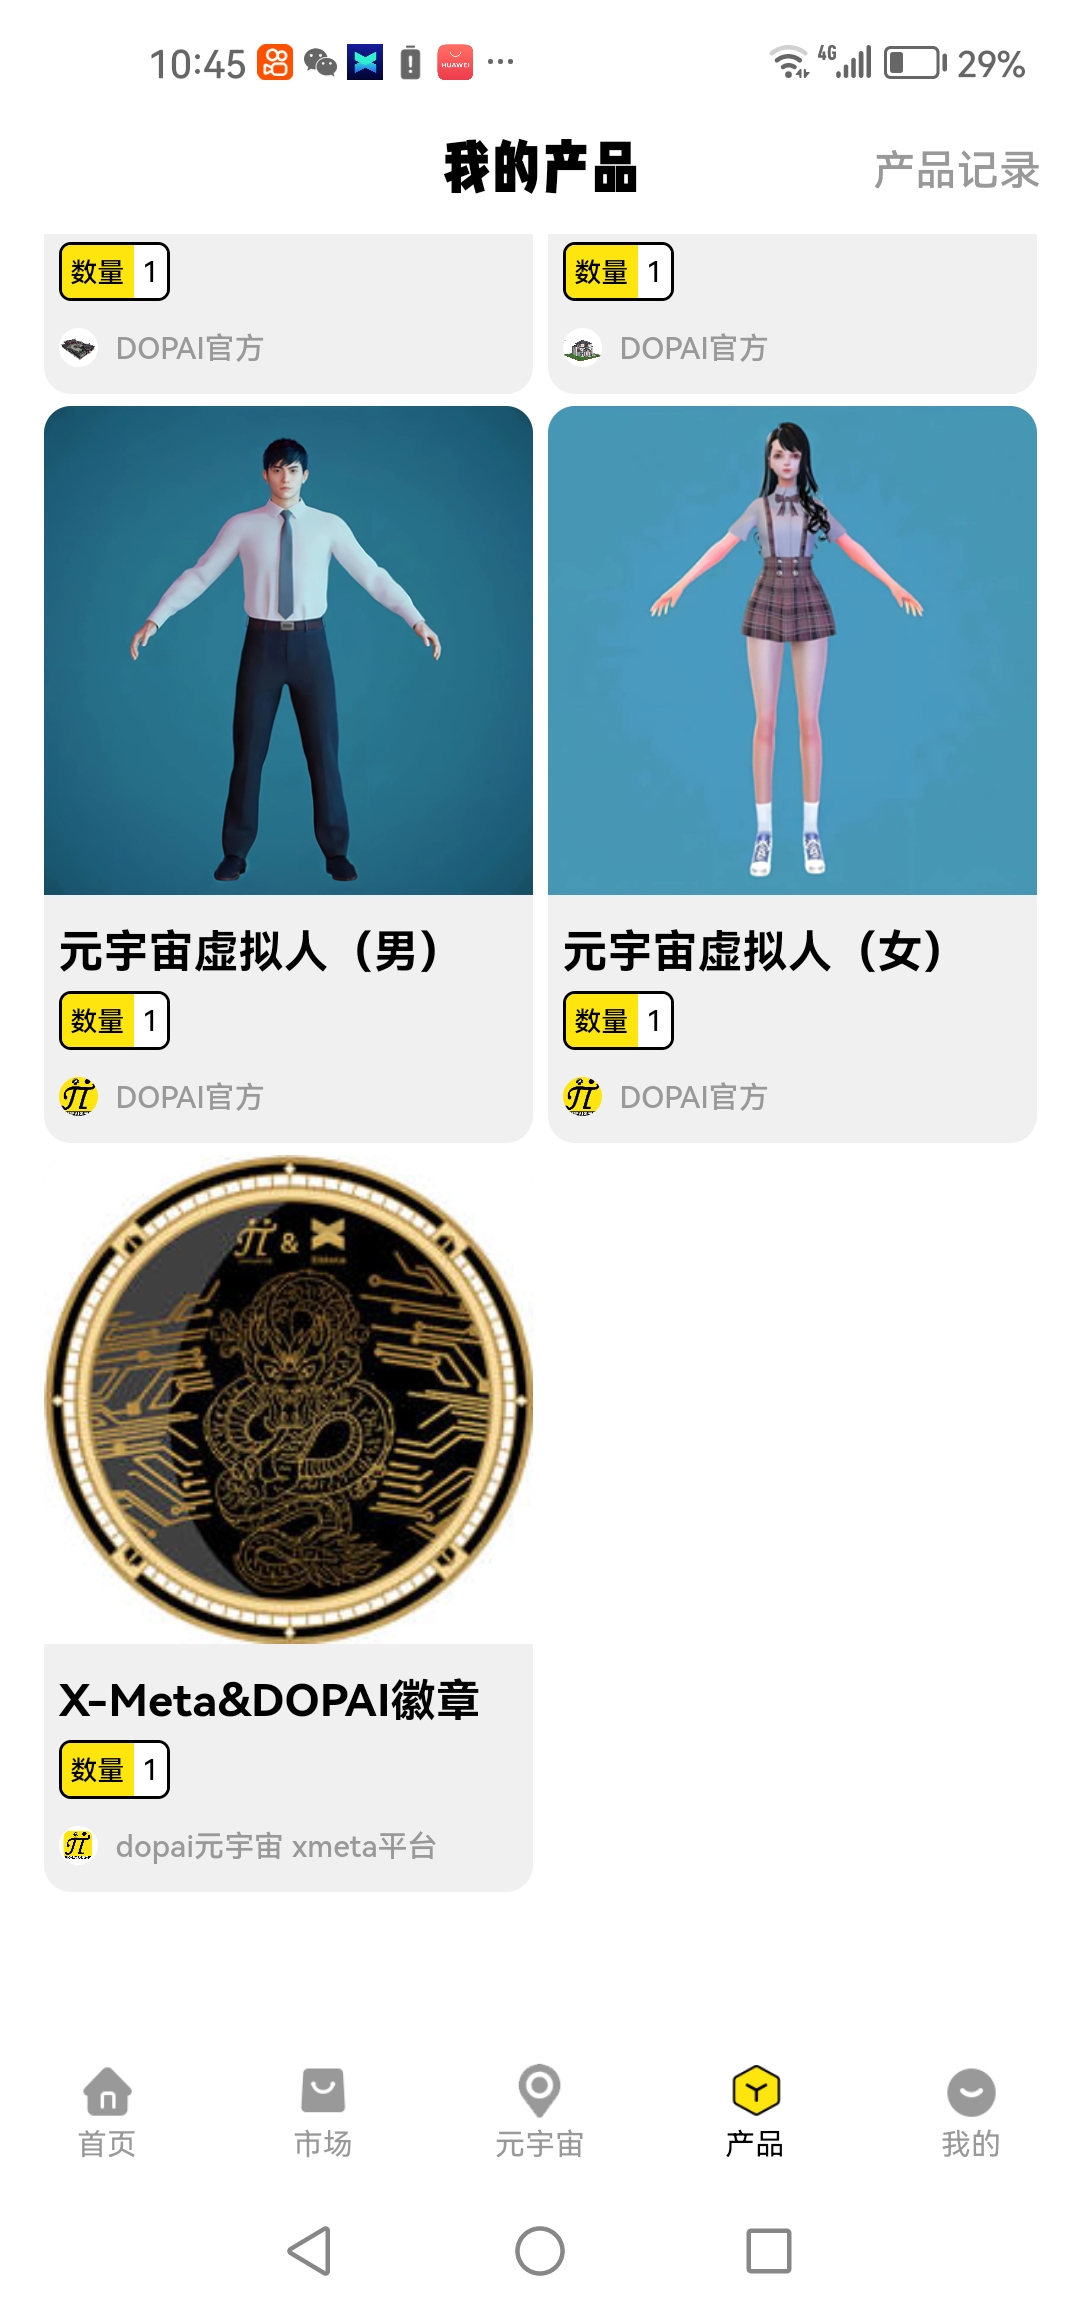 10:45 HUAWEI ··· 4G 29%
我的产品
产品记录
数量 1
数量 1
DOPAI官方
DOPAI官方
元宇宙虚拟人（男）
元宇宙虚拟人（女）
数量 1
数量 1
DOPAI官方
DOPAI官方
&
X-Meta&DOPAI徽章
数量 1
dopai元宇宙 xmeta平台
首页
市场
元宇宙
产品
我的